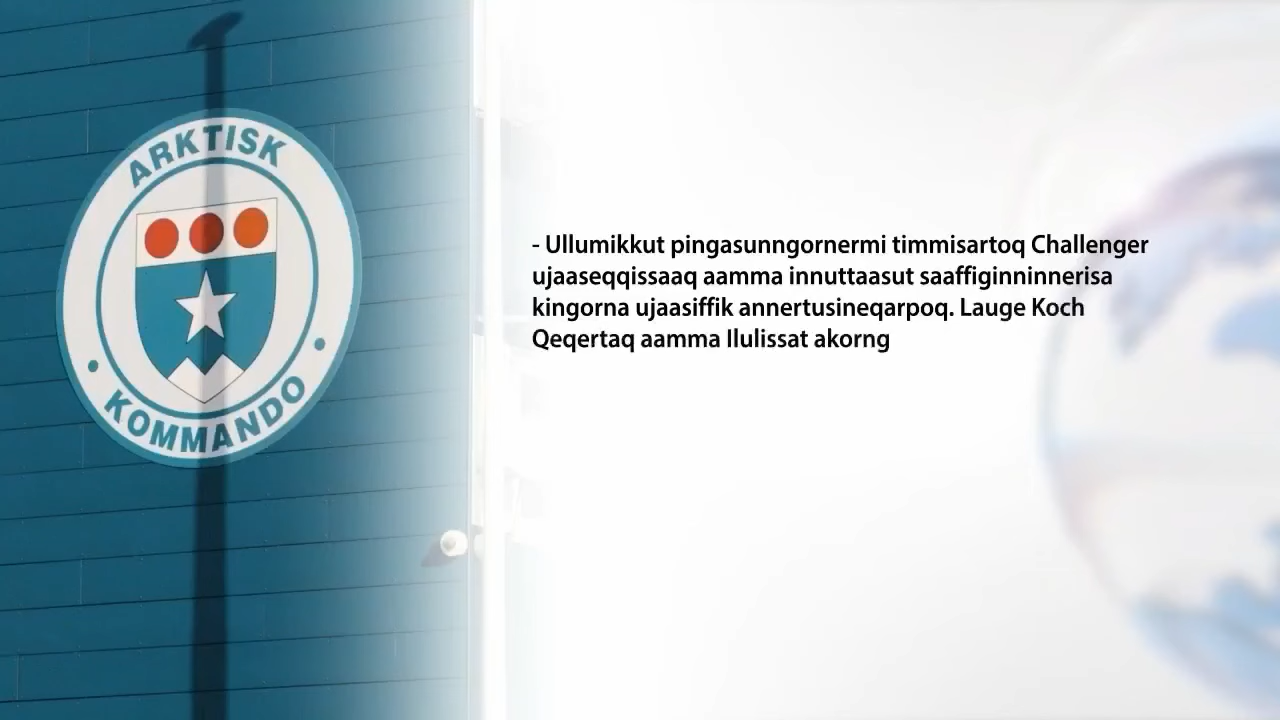 ARKTISK
KOMMANDO
- Ullumikkut pingasunngornermi timmisartoq Challenger
ujaaseqqissaaq aamma innuttaasut saaffiginninnerisa
kingorna ujaasiffik annertusineqarpoq. Lauge Koch
Qeqertaq aamma Ilulissat akorng